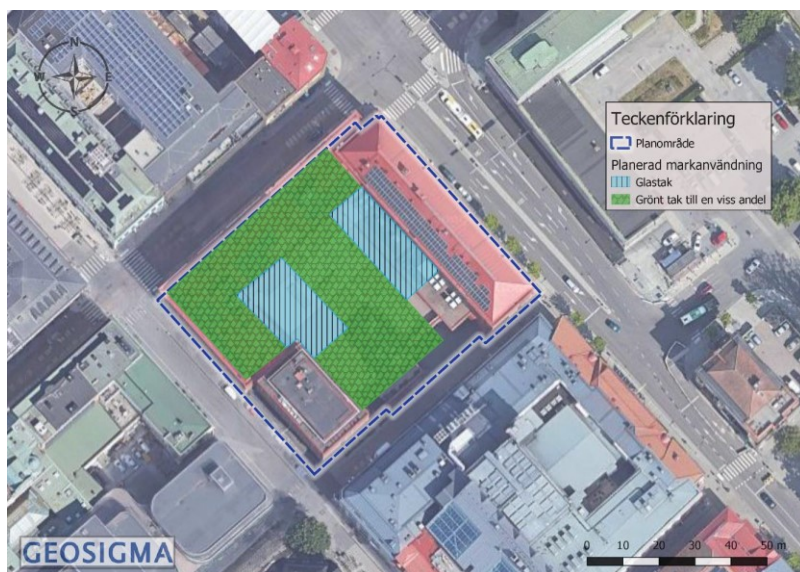 N
W E
S
Teckenförklaring
Planområde
Planerad markanvändning
Glastak
Grönt tak till en viss andel
GEOSIGMA
0 10 20 30 40 50 m